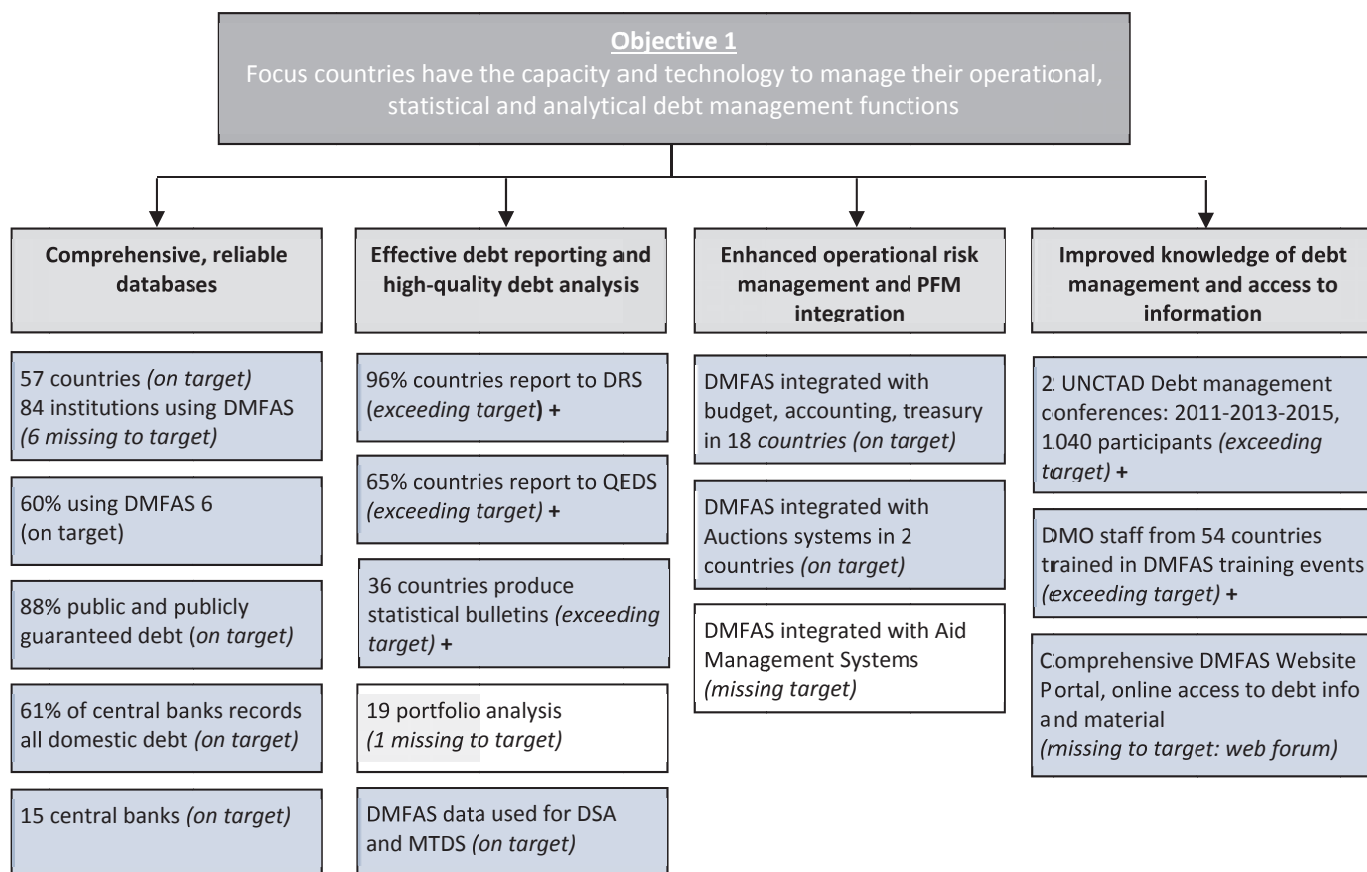 Objective 1
Focus countries have the capacity and technology to manage their operational,
statistical and analytical debt management functions
Comprehensive, reliable
databases
57 countries (on target)
84 institutions using DMFAS
(6 missing to target)
60% using DMFAS 6
(on target)
88% public and publicly
guaranteed debt (on target)
61% of central banks records
all domestic debt (on target)
15 central banks (on target)
Effective debt reporting and
high-quality debt analysis
96% countries report to DRS
(exceeding target) +
65% countries report to QEDS
(exceeding target) +
36 countries produce
statistical bulletins (exceeding
target) +
19 portfolio analysis
(1 missing to target)
DMFAS data used for DSA
and MTDS (on target)
Enhanced operational risk
management and PFM
integration
DMFAS integrated with
budget, accounting, treasury
in 18 countries (on target)
DMFAS integrated with
Auctions systems in 2
countries (on target)
DMFAS integrated with Aid
Management Systems
(missing target)
Improved knowledge of debt
management and access to
information
2 UNCTAD Debt management
conferences: 2011-2013-2015,
1040 participants (exceeding
target) +
DMO staff from 54 countries
trained in DMFAS training events
(exceeding target) +
Comprehensive DMFAS Website
Portal, online access to debt info
and material
(missing to target: web forum)